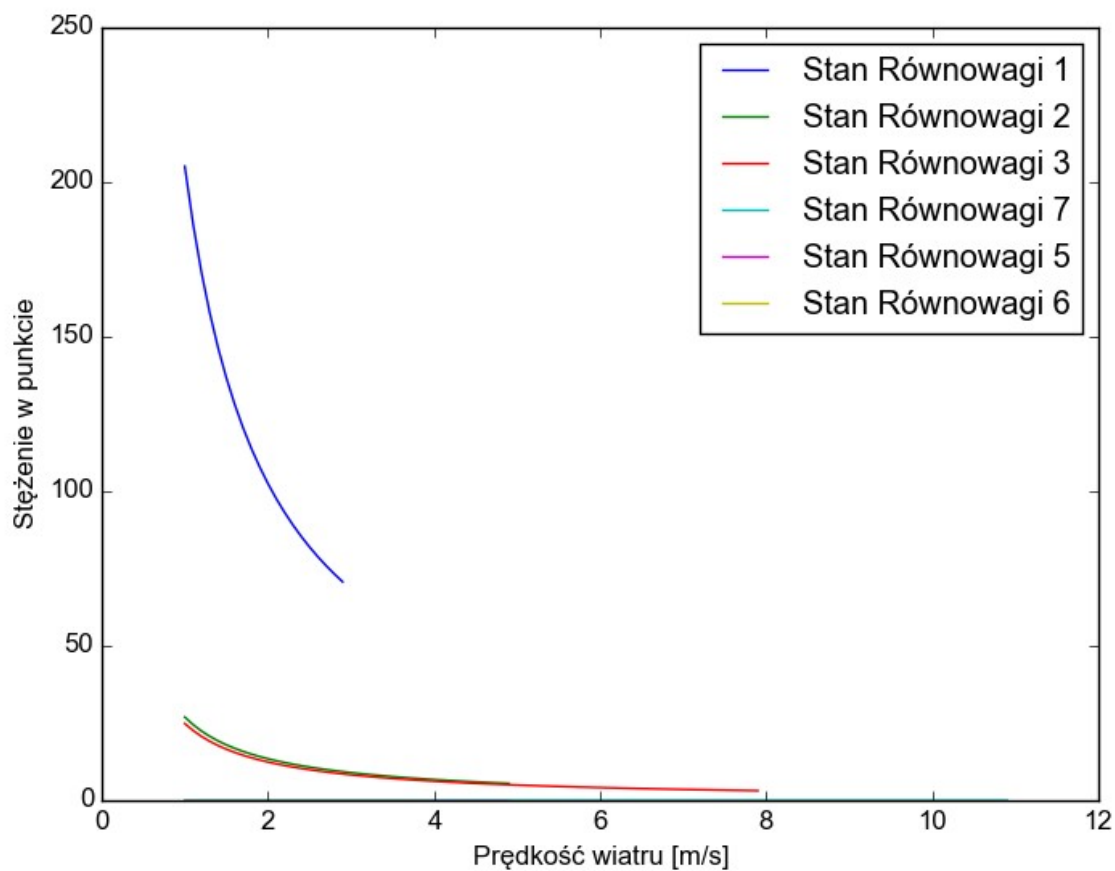 250
200
150
100
50
0
Stężenie w punkcie
Stan Równowagi 1
Stan Równowagi 2
Stan Równowagi 3
Stan Równowagi 7
Stan Równowagi 5
Stan Równowagi 6
0 2 4 6 8 10 12
Prędkość wiatru [m/s]